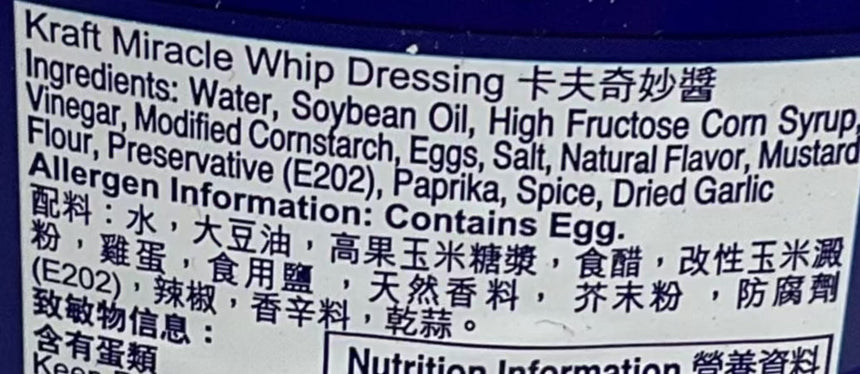 Kraft Miracle Whip Dressing 卡夫奇妙醬
Ingredients: Water, Soybean Oil, High Fructose Corn Syrup,
Vinegar, Modified Cornstarch, Eggs, Salt, Natural Flavor, Mustard
Flour, Preservative (E202), Paprika, Spice, Dried Garlic
Allergen Information: Contains Egg.
配料：水，大豆油，高果玉米糖漿，食醋，改性玉米澱
粉，雞蛋，食用鹽，天然香料，芥末粉，防腐劑
(E202)，辣椒，香辛料，乾蒜。
致敏物信息：
含有蛋類
Nutrition Information 營養資料
Keep